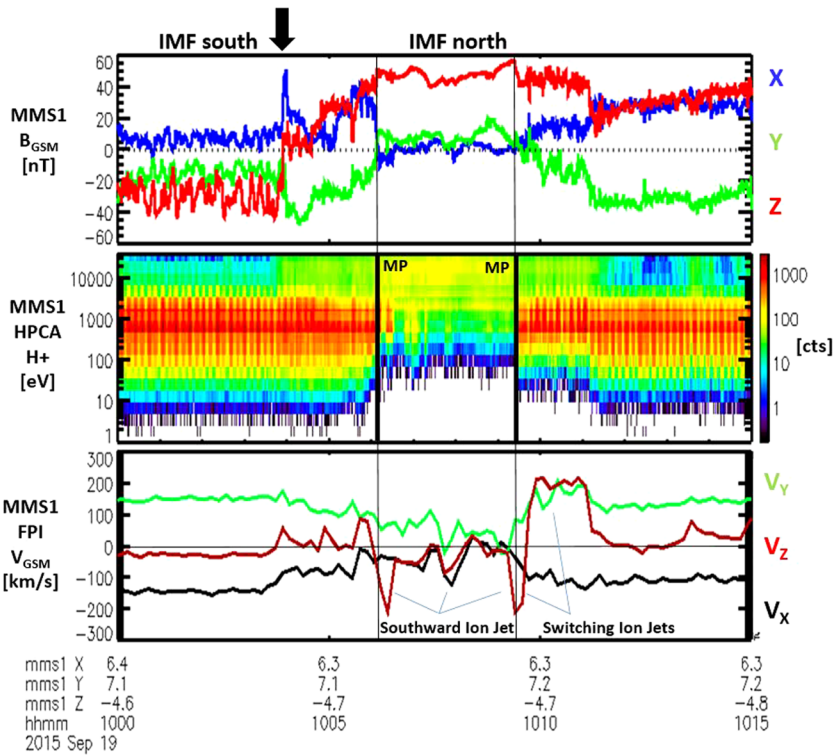 IMF south IMF north
60
40
20
0
-20
-40
-60
MMS1
B_GSM
[nT]
X
Y
Z
10000
1000
100
10
1
MMS1
HPCA
H+
[eV]
MP MP
1000
100
10
1
[cts]
300
200
100
0
-100
-200
-300
MMS1
FPI
V_GSM
[km/s]
V_Y
V_Z
V_X
Southward Ion Jet Switching Ion Jets
mms1 X 6.4 6.3 6.3 6.3
mms1 Y 7.1 7.1 7.2 7.2
mms1 Z -4.6 -4.7 -4.7 -4.8
hhmm 1000 1005 1010 1015
2015 Sep 19